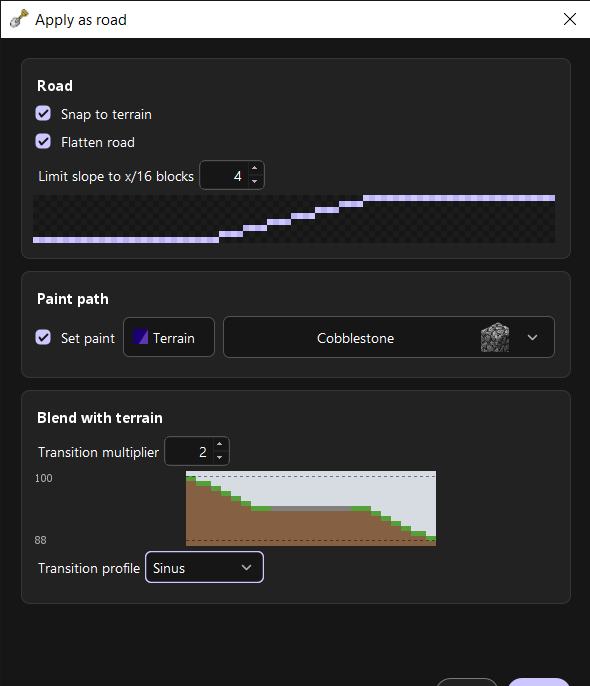 Apply as road
Road
Snap to terrain
Flatten road
Limit slope to x/16 blocks 4
Paint path
Set paint Terrain Cobblestone
Blend with terrain
Transition multiplier 2
100
88
Transition profile Sinus